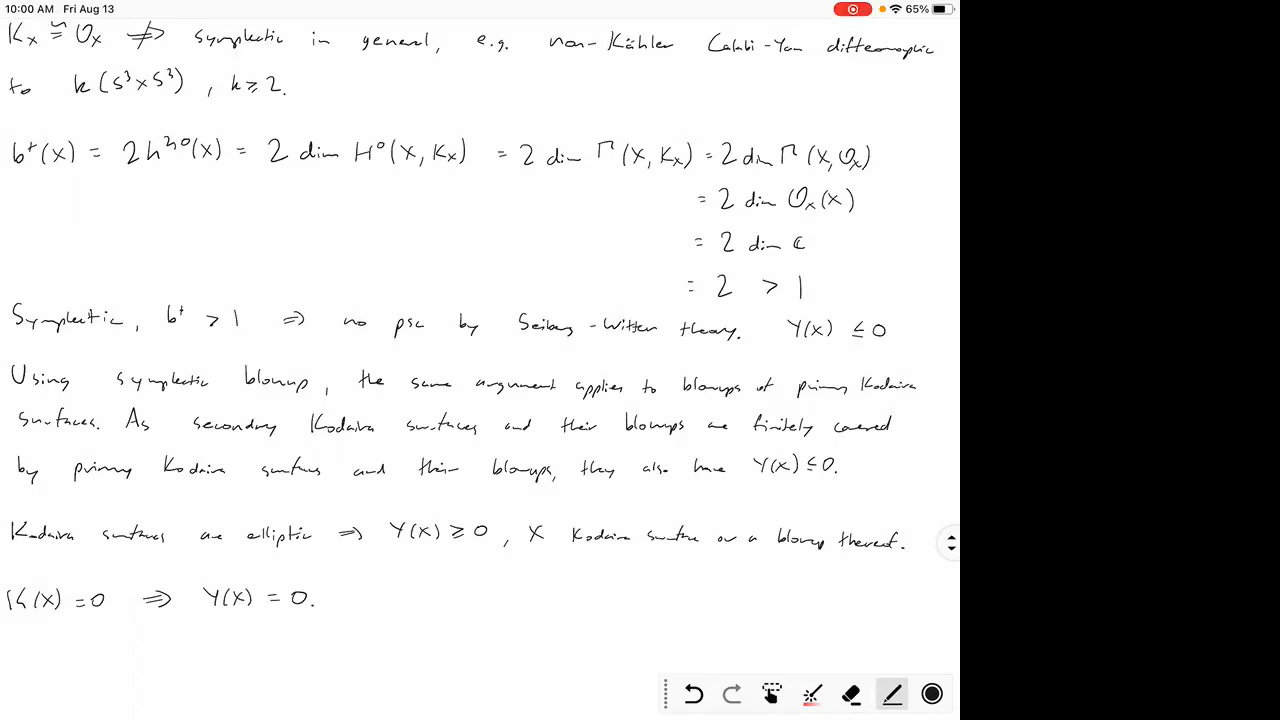 10:00 AM Fri Aug 13 65%
K_X ≅ O_X ⇏ symplectic in general, e.g. non-Kähler Calabi-Yau diffeomorphic
to k(S³×S³), k≥2.
b⁺(X) = 2h²'⁰(X) = 2 dim H⁰(X, K_X) = 2 dim Γ(X, K_X) = 2 dim Γ(X, O_X)
= 2 dim O_X(X)
= 2 dim ℂ
= 2 > 1
Symplectic, b⁺ > 1 ⇒ no psc by Seiberg-Witten theory. Y(X) ≤ 0
Using symplectic blowup, the same argument applies to blowups of primary Kodaira
surfaces. As secondary Kodaira surfaces and their blowups are finitely covered
by primary Kodaira surfaces and their blowups, they also have Y(X) ≤ 0.
Kodaira surfaces are elliptic ⇒ Y(X) ≥ 0, X Kodaira surface or a blowup thereof.
K(X) = 0 ⇒ Y(X) = 0.